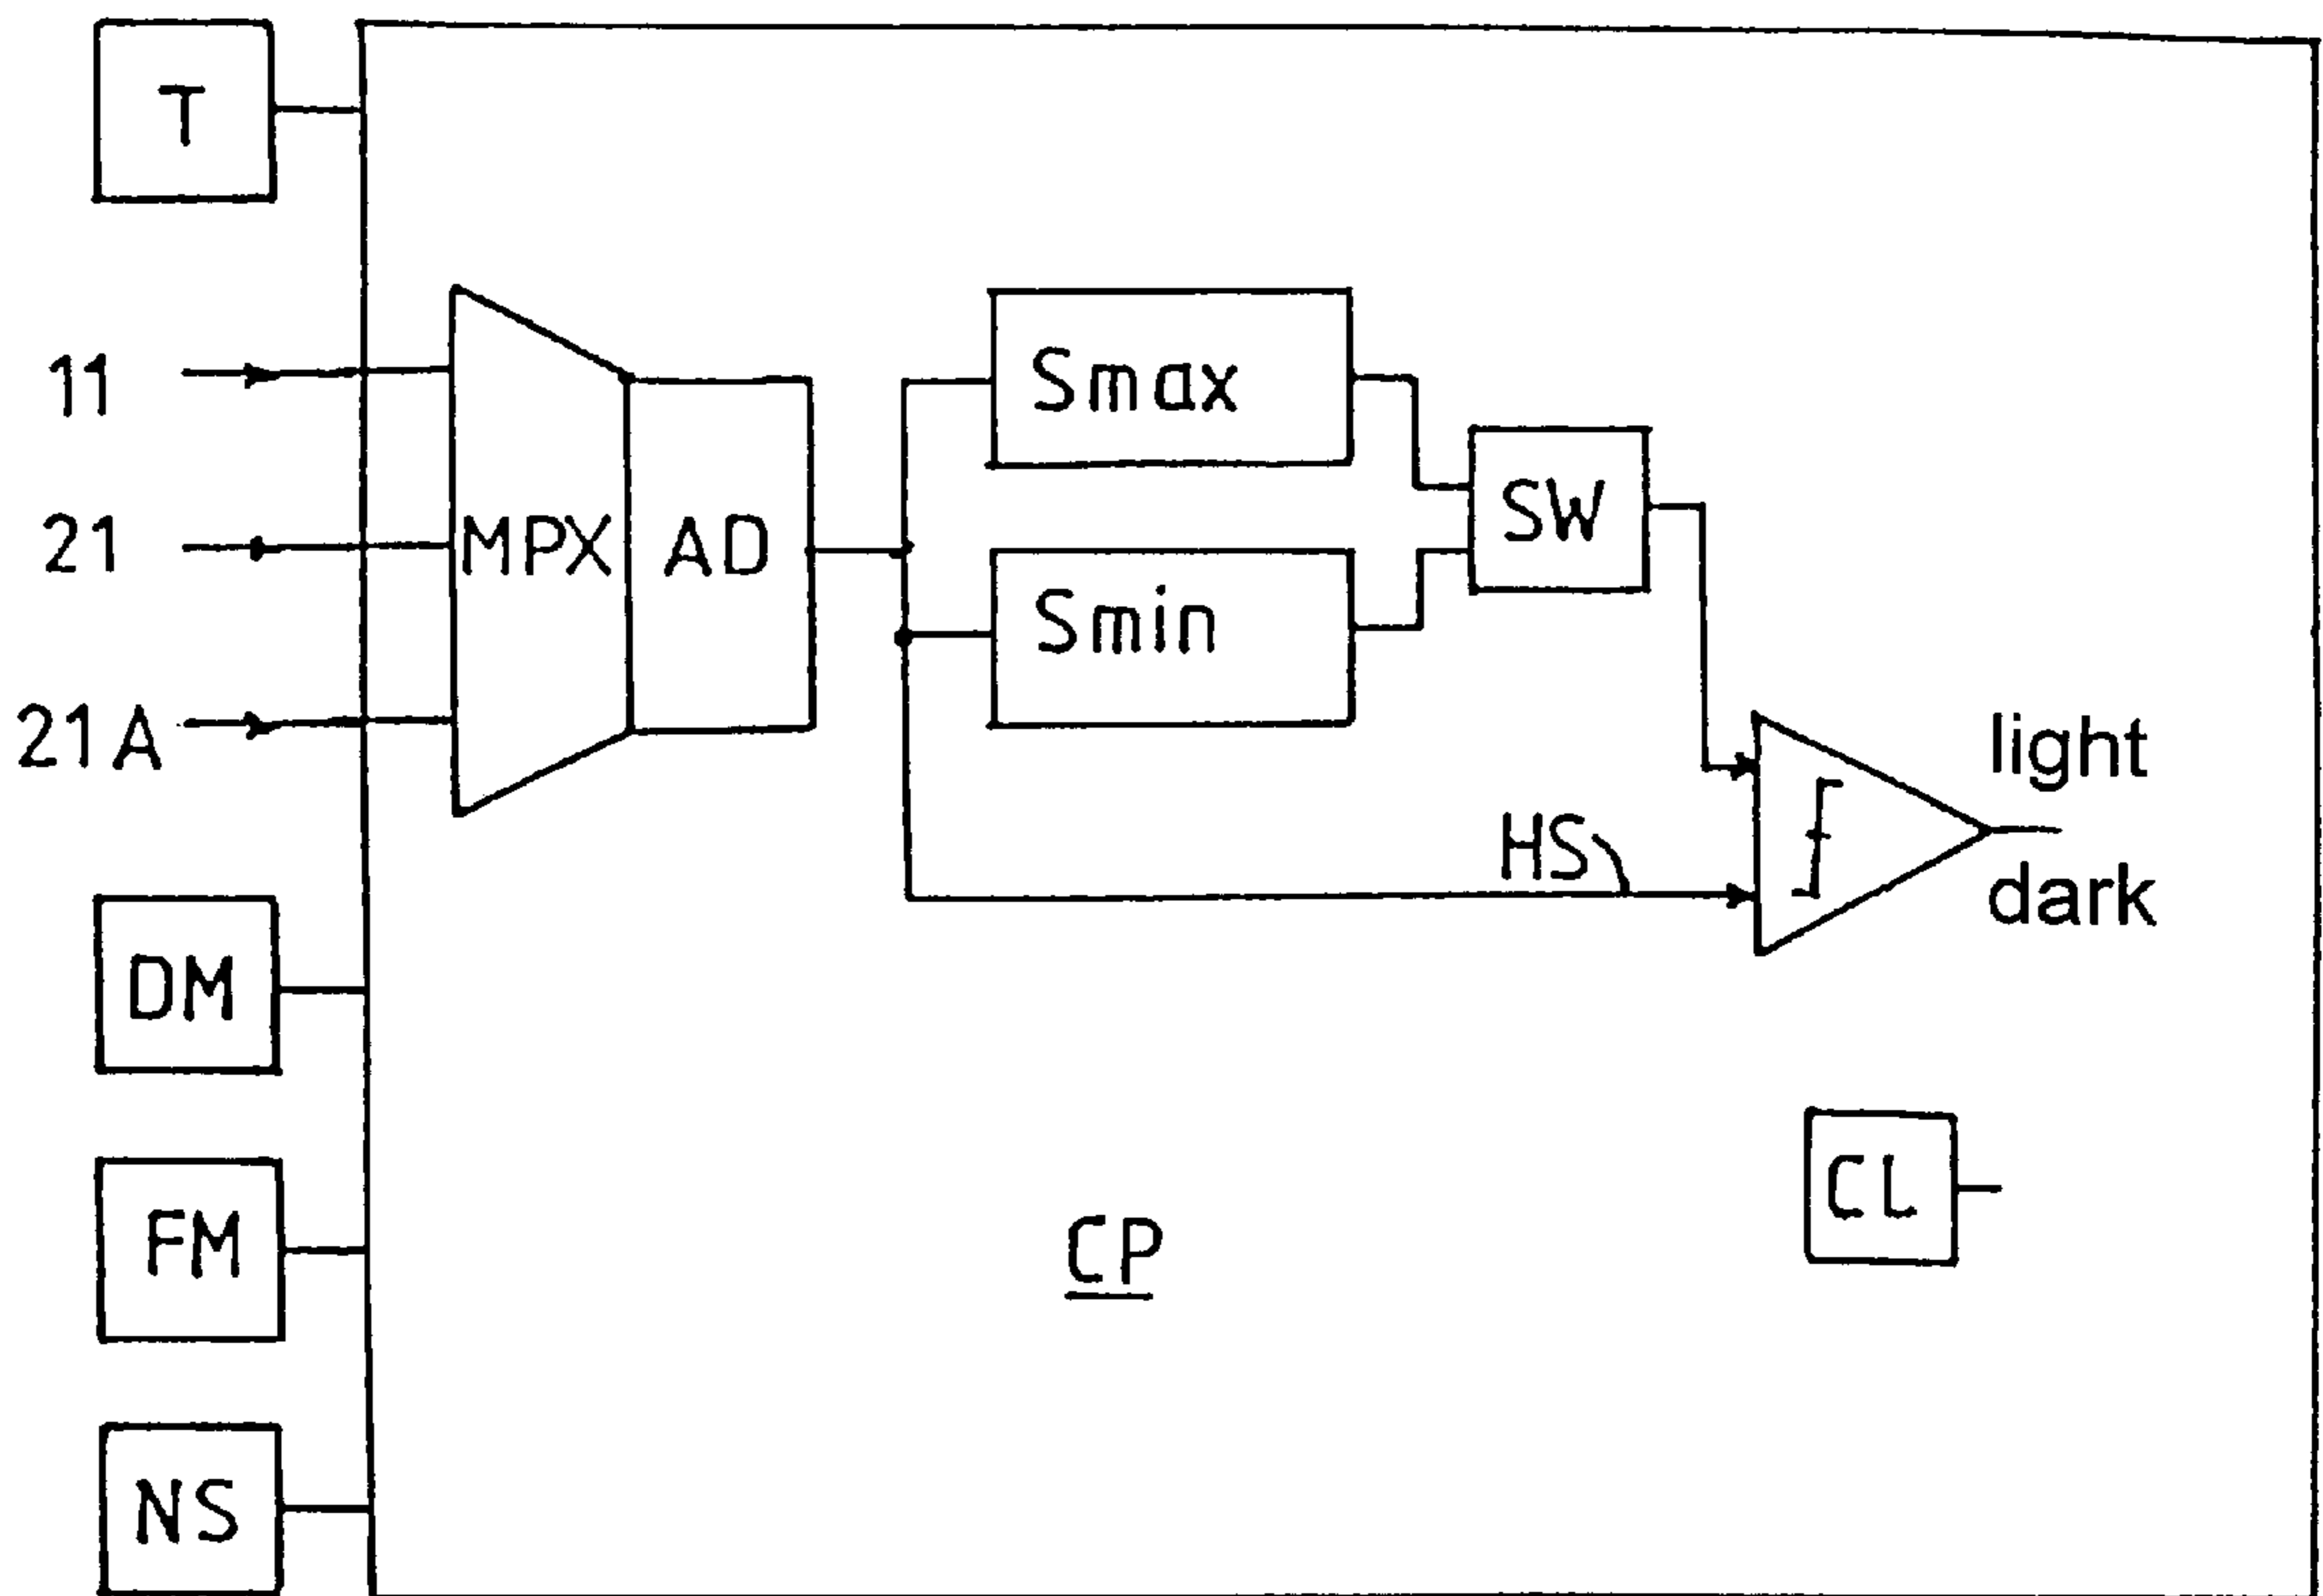 T
11
21
21A
MPX
AD
Smax
Smin
SW
HS
light
dark
DM
FM
NS
CP
CL